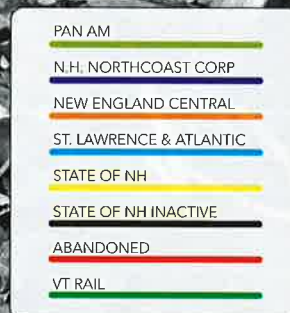 PAN AM
N.H. NORTHCOAST CORP
NEW ENGLAND CENTRAL
ST. LAWRENCE & ATLANTIC
STATE OF NH
STATE OF NH INACTIVE
ABANDONED
VT RAIL